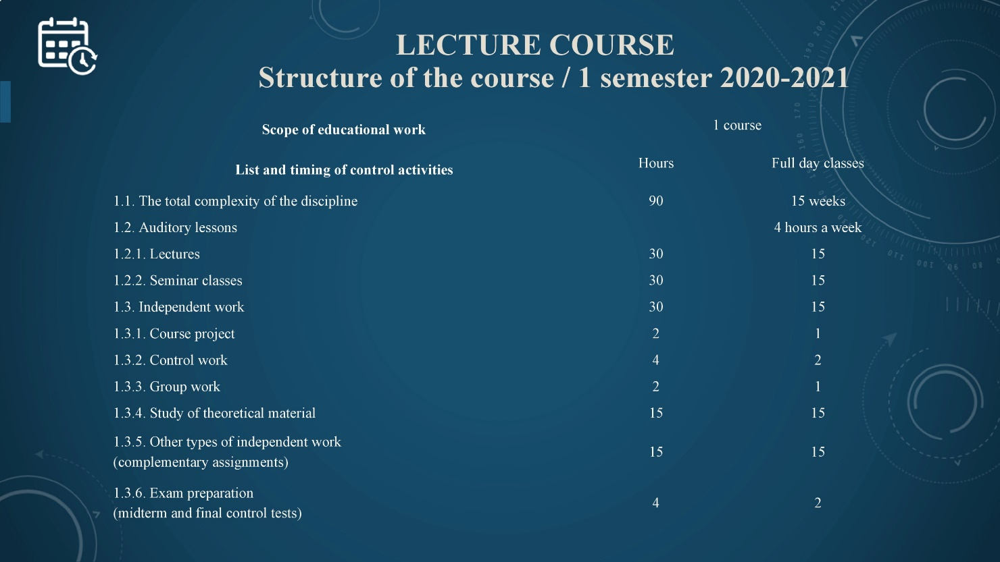 LECTURE COURSE
Structure of the course / 1 semester 2020-2021
Scope of educational work
1 course
List and timing of control activities
Hours
Full day classes
1.1. The total complexity of the discipline 90 15 weeks
1.2. Auditory lessons 4 hours a week
1.2.1. Lectures 30 15
1.2.2. Seminar classes 30 15
1.3. Independent work 30 15
1.3.1. Course project 2 1
1.3.2. Control work 4 2
1.3.3. Group work 2 1
1.3.4. Study of theoretical material 15 15
1.3.5. Other types of independent work
(complementary assignments) 15 15
1.3.6. Exam preparation
(midterm and final control tests) 4 2